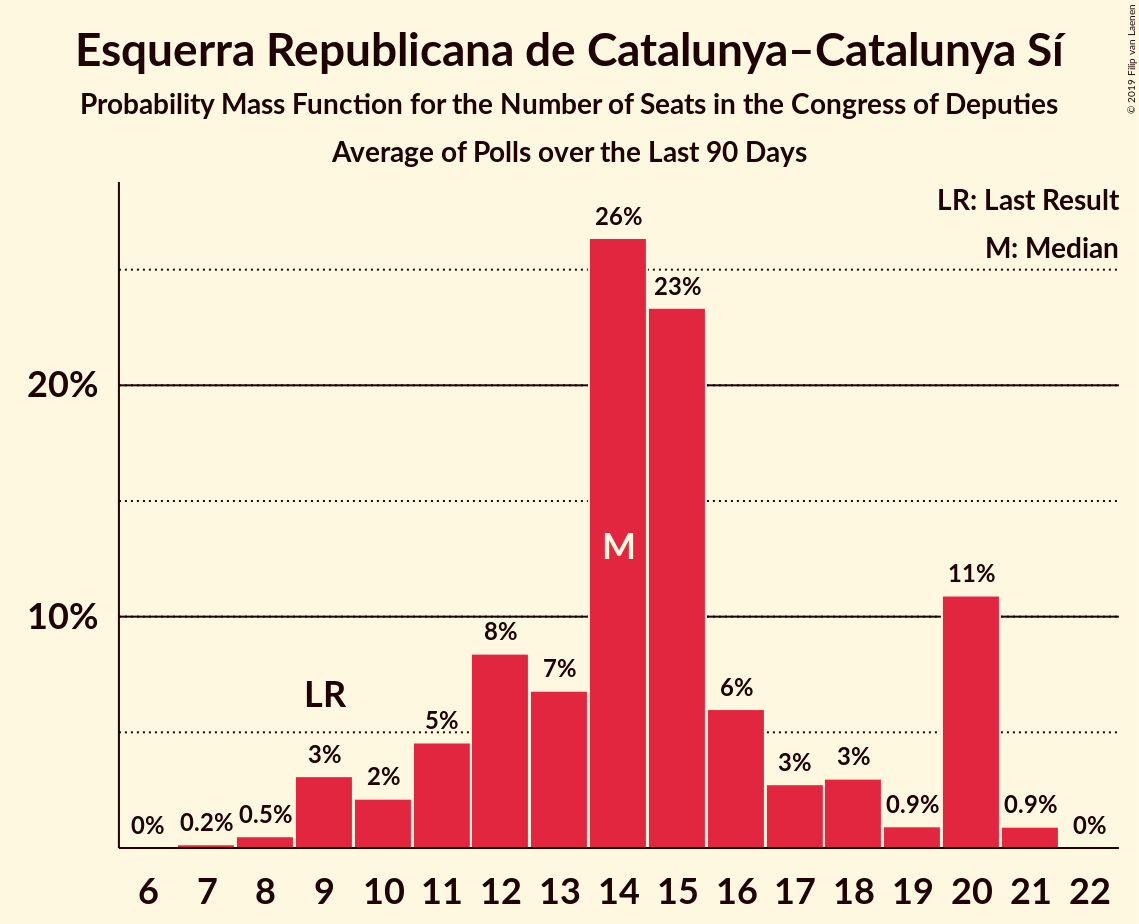 Esquerra Republicana de Catalunya–Catalunya Sí
Probability Mass Function for the Number of Seats in the Congress of Deputies
Average of Polls over the Last 90 Days
© 2019 Filip van Laenen
LR: Last Result
M: Median
26%
23%
20%
M
11%
10%
8%
7%
LR
6%
5%
3%
2%
3%
3%
0%
0.2%
0.5%
0.9%
0.9%
0%
6 7 8 9 10 11 12 13 14 15 16 17 18 19 20 21 22